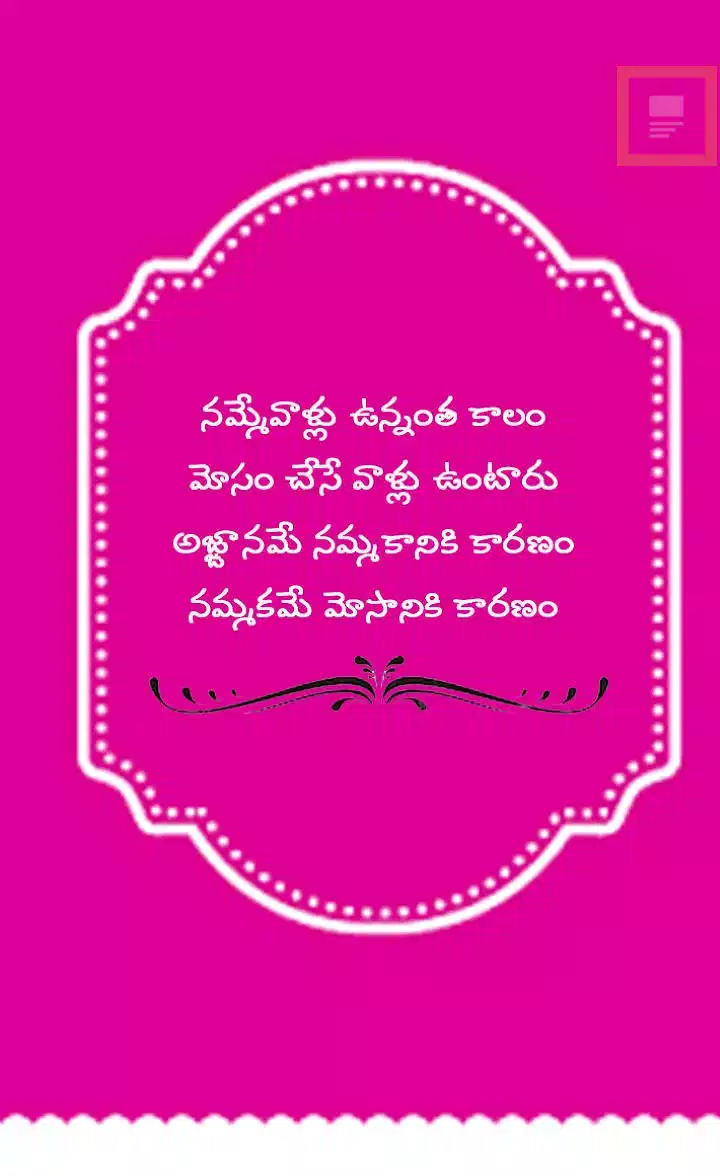 నమ్మేవాళ్లు ఉన్నంత కాలం
మోసం చేసే వాళ్లు ఉంటారు
అజ్ఞానమే నమ్మకానికి కారణం
నమ్మకమే మోసానికి కారణం